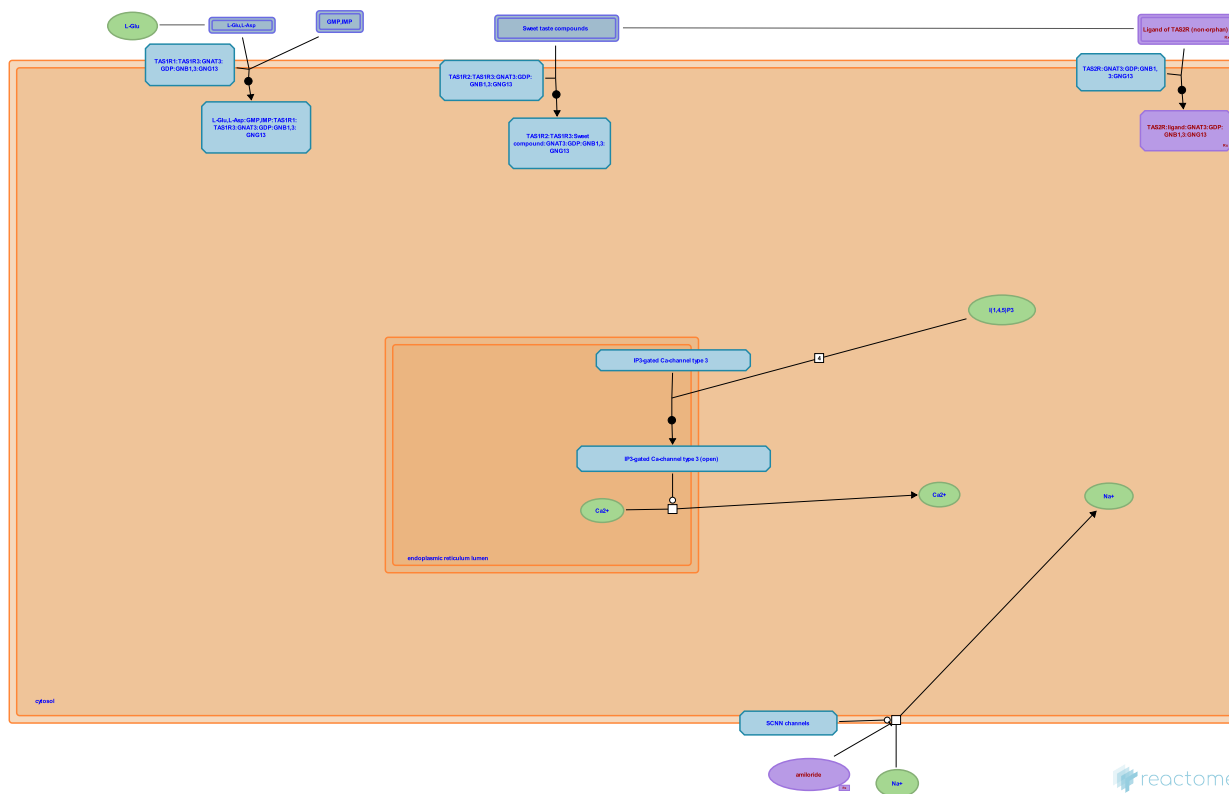 L-Glu
L-Glu,L-Asp
GMP,IMP
Sweet taste compounds
Ligand of TAS2R (non-orphan)
TAS1R1:TAS1R3:GNAT3:
GDP:GNB1,3:GNG13
TAS1R2:TAS1R3:GNAT3:GDP:
GNB1,3:GNG13
TAS2R:GNAT3:GDP:GNB1,
3:GNG13
L-Glu,L-Asp:GMP,IMP:TAS1R1:
TAS1R3:GNAT3:GDP:GNB1,3:
GNG13
TAS1R2:TAS1R3:Sweet
compound:GNAT3:GDP:GNB1,3:
GNG13
TAS2R:ligand:GNAT3:GDP:
GNB1,3:GNG13
I(1,4,5)P3
4
IP3-gated Ca-channel type 3
IP3-gated Ca-channel type 3 (open)
Ca2+
Ca2+
Na+
endoplasmic reticulum lumen
cytosol
SCNN channels
amiloride
Na+
reactome